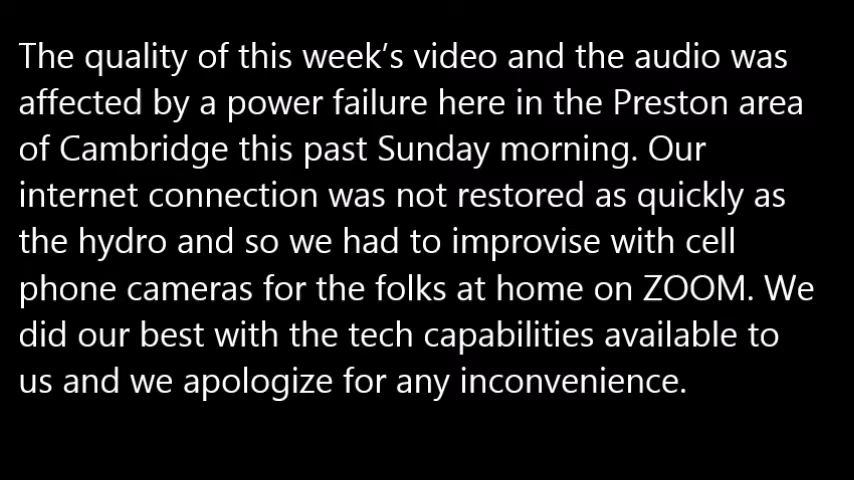 The quality of this week’s video and the audio was
affected by a power failure here in the Preston area
of Cambridge this past Sunday morning. Our
internet connection was not restored as quickly as
the hydro and so we had to improvise with cell
phone cameras for the folks at home on ZOOM. We
did our best with the tech capabilities available to
us and we apologize for any inconvenience.